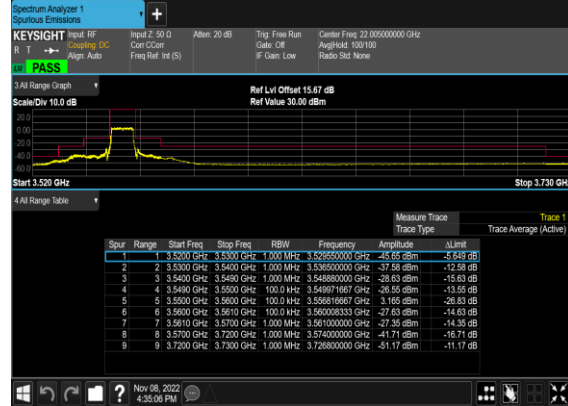 Spectrum Analyzer 1
Spurious Emissions
KEYSIGHT Input: RF Input Z: 50 Ω Atten: 20 dB Trig: Free Run Center Freq: 22.005000000 GHz
R T Coupling: DC Corr CCorr Gate: Off Avg|Hold: 100/100
Align: Auto Freq Ref: Int (S) IF Gain: Low Radio Std: None
PASS
3 All Range Graph Ref Lvl Offset 15.67 dB
Scale/Div 10.0 dB Ref Value 30.00 dBm
20.0
0.00
-20.0
-40.0
-60.0
Start 3.520 GHz Stop 3.730 GHz
4 All Range Table
Measure Trace Trace 1
Trace Type Trace Average (Active)
Spur Range Start Freq Stop Freq RBW Frequency Amplitude ΔLimit
1 1 3.5200 GHz 3.5300 GHz 1.000 MHz 3.529550000 GHz -45.65 dBm -5.649 dB
2 2 3.5300 GHz 3.5400 GHz 1.000 MHz 3.536500000 GHz -37.58 dBm -12.58 dB
3 3 3.5400 GHz 3.5490 GHz 1.000 MHz 3.548880000 GHz -28.63 dBm -15.63 dB
4 4 3.5490 GHz 3.5500 GHz 100.0 kHz 3.549971667 GHz -26.55 dBm -13.55 dB
5 5 3.5500 GHz 3.5600 GHz 100.0 kHz 3.556816667 GHz 3.165 dBm -26.83 dB
6 6 3.5600 GHz 3.5610 GHz 100.0 kHz 3.560008333 GHz -27.63 dBm -14.63 dB
7 7 3.5610 GHz 3.5700 GHz 1.000 MHz 3.561000000 GHz -27.35 dBm -14.35 dB
8 8 3.5700 GHz 3.7200 GHz 1.000 MHz 3.574000000 GHz -41.71 dBm -16.71 dB
9 9 3.7200 GHz 3.7300 GHz 1.000 MHz 3.726800000 GHz -51.17 dBm -11.17 dB
Nov 08, 2022
4:35:06 PM